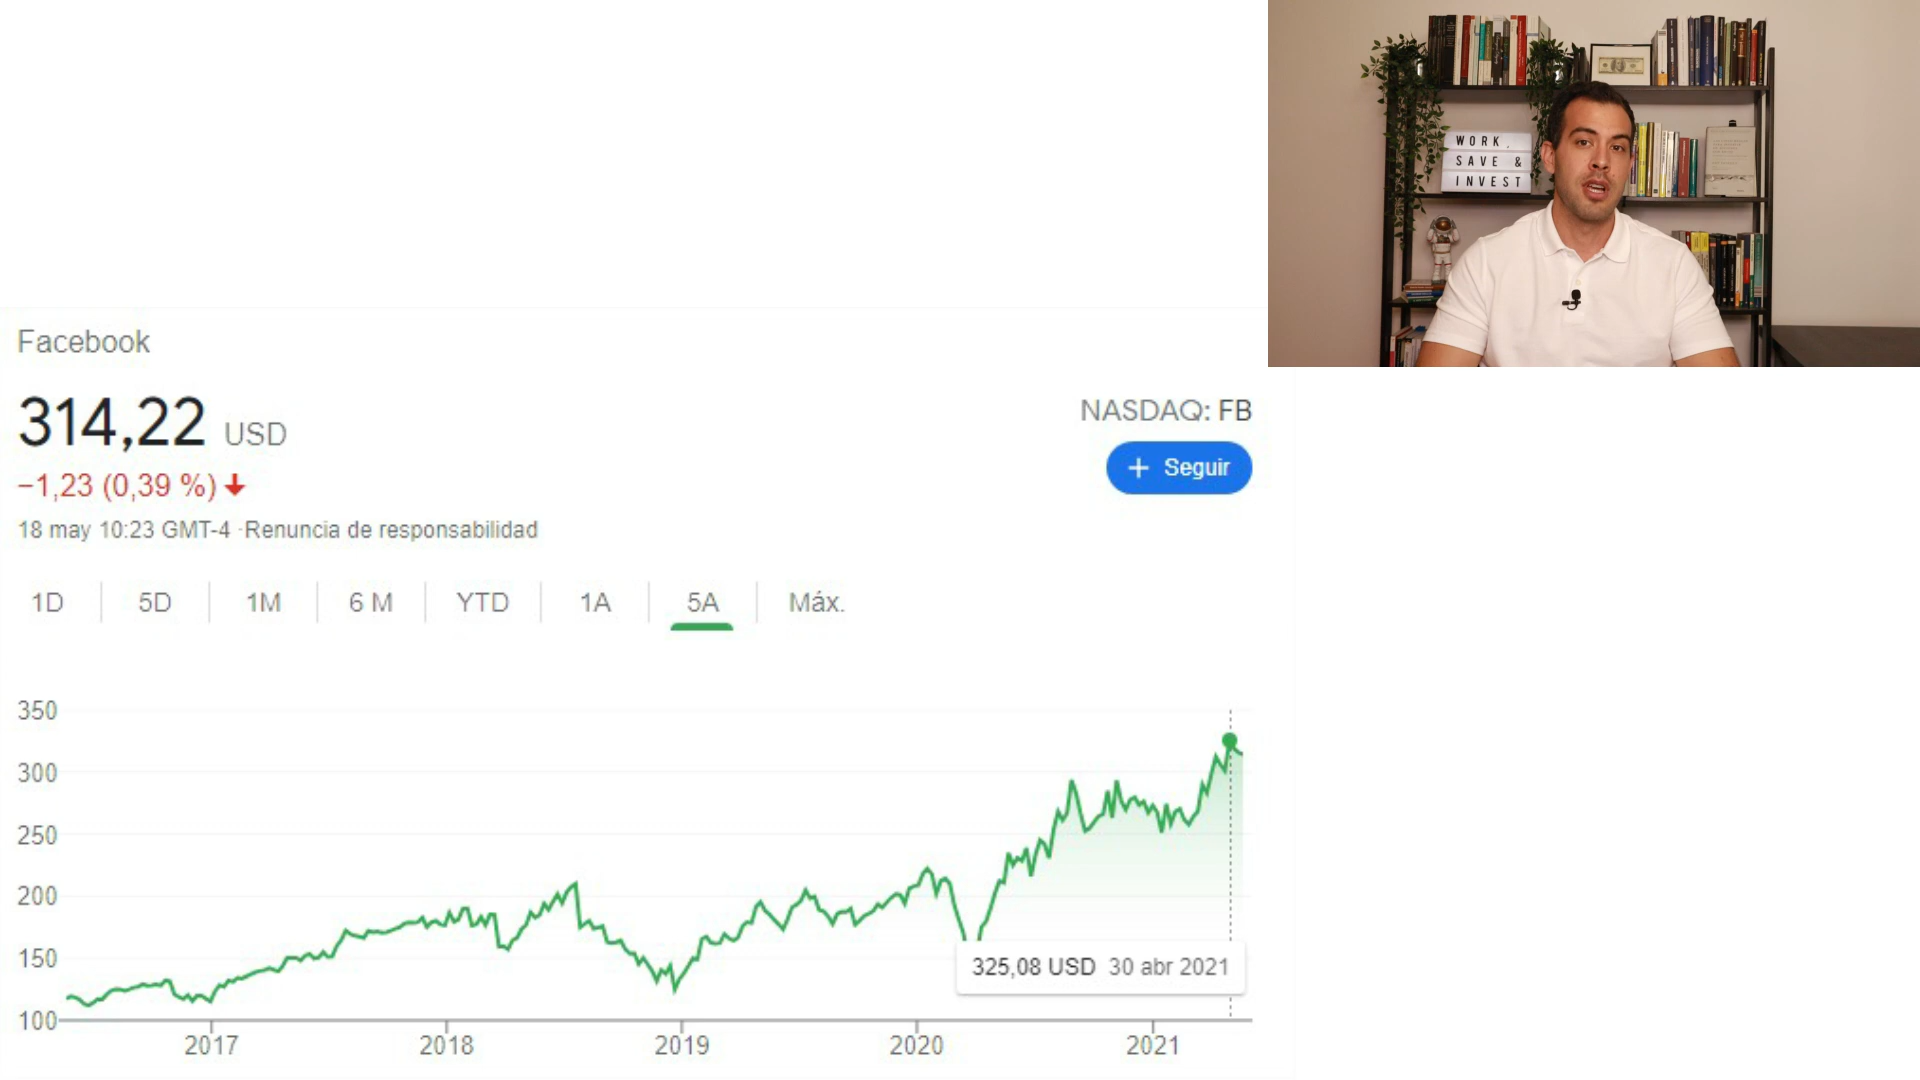 WORK.
SAVE &
INVEST
Facebook
314,22 USD
NASDAQ: FB
−1,23 (0,39 %)
+ Seguir
18 may 10:23 GMT-4 ·Renuncia de responsabilidad
1D 5D 1M 6 M YTD 1A 5A Máx.
350
300
250
200
150
100
325,08 USD 30 abr 2021
2017 2018 2019 2020 2021